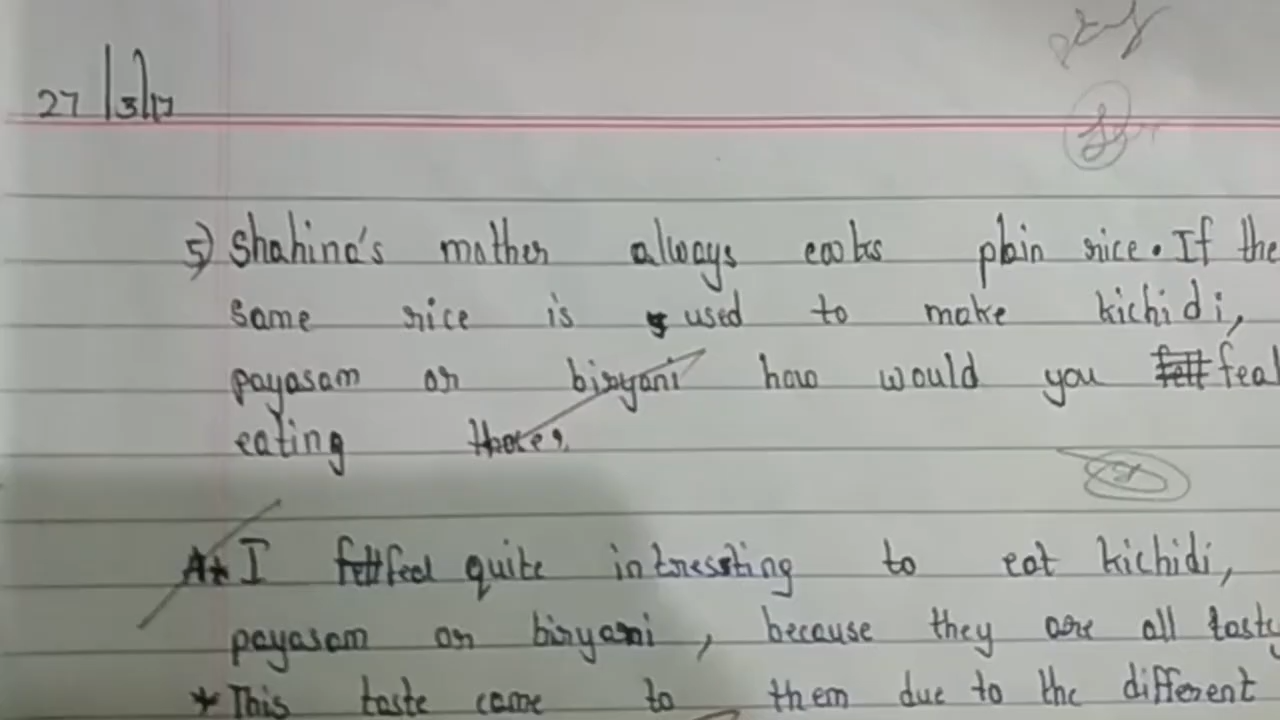 27/3/17
5) Shahina's mother always cooks plain rice. If the
same rice is used to make kichidi,
payasam or biryani how would you feel
eating
A* I feel quite intressting to eat kichidi,
payasam or biryani, because they are all tasty
* This taste came to them due to the different